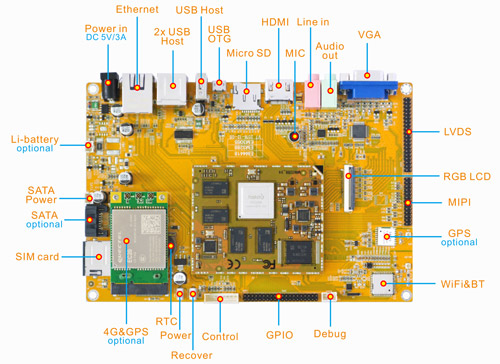 Ethernet
USB Host
Power in
DC 5V/3A
2x USB
Host
USB
OTG
HDMI
Line in
Micro SD
MIC
Audio
out
VGA
Li-battery
optional
LVDS
SATA
Power
RGB LCD
SATA
optional
MIPI
GPS
optional
SIM card
WiFi&BT
4G&GPS
optional
RTC
Power
Recover
Control
GPIO
Debug